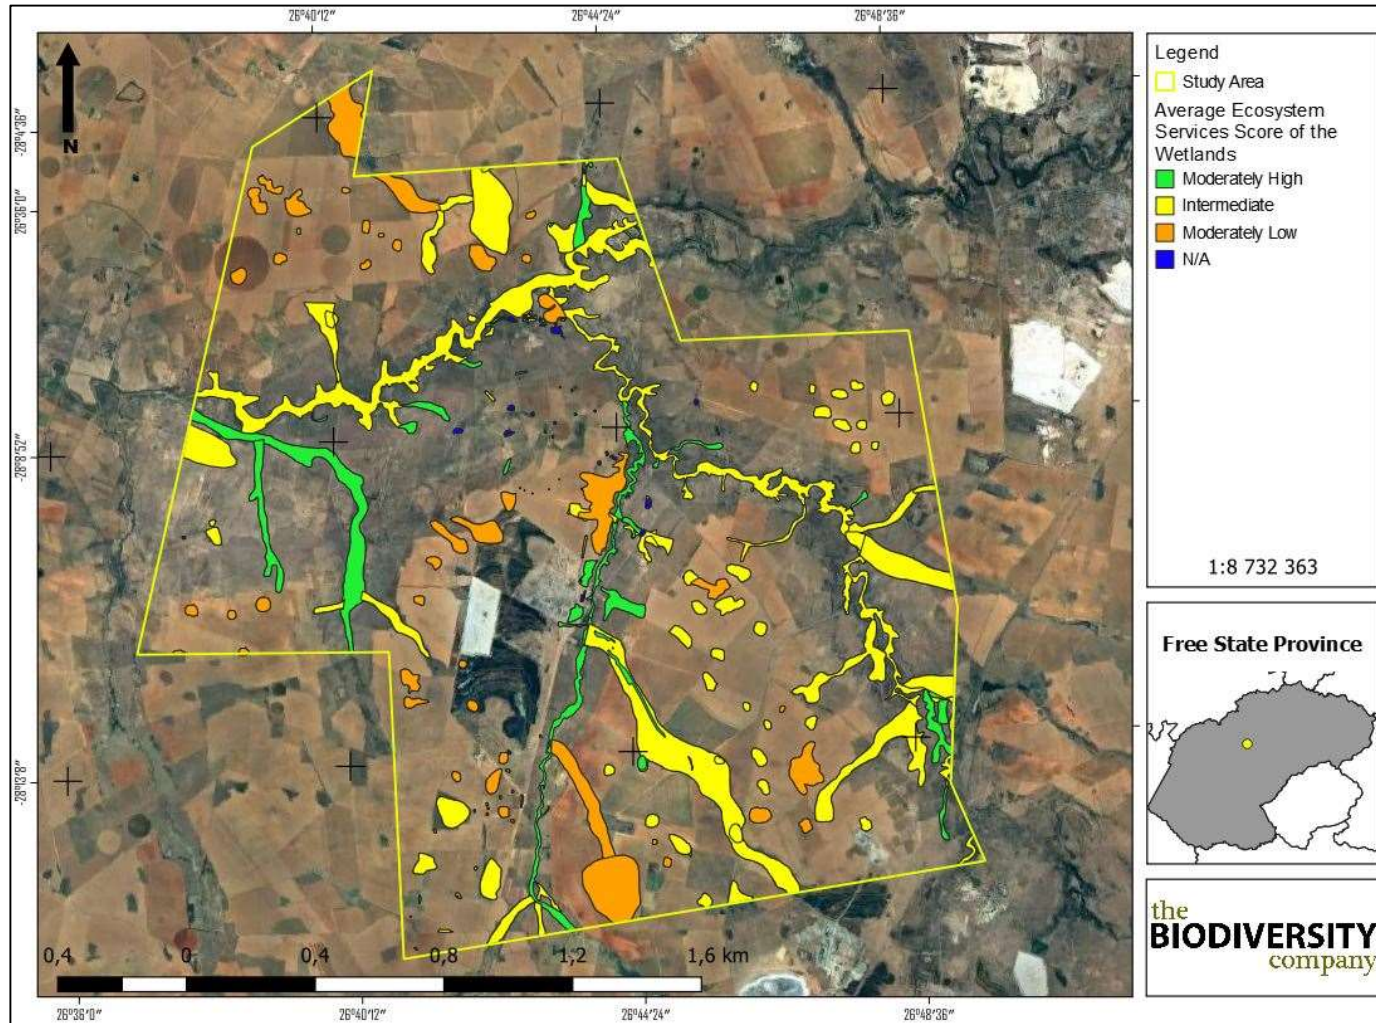 26°40′12″ 26°44′24″ 26°48′36″
-28°4′36″
26°36′0″
-28°8′52″
-28°13′8″
N
Legend
Study Area
Average Ecosystem
Services Score of the
Wetlands
Moderately High
Intermediate
Moderately Low
N/A
1:8 732 363
Free State Province
the
BIODIVERSITY
company
0,4 0 0,4 0,8 1,2 1,6 km
26°36′0″ 26°40′12″ 26°44′24″ 26°48′36″